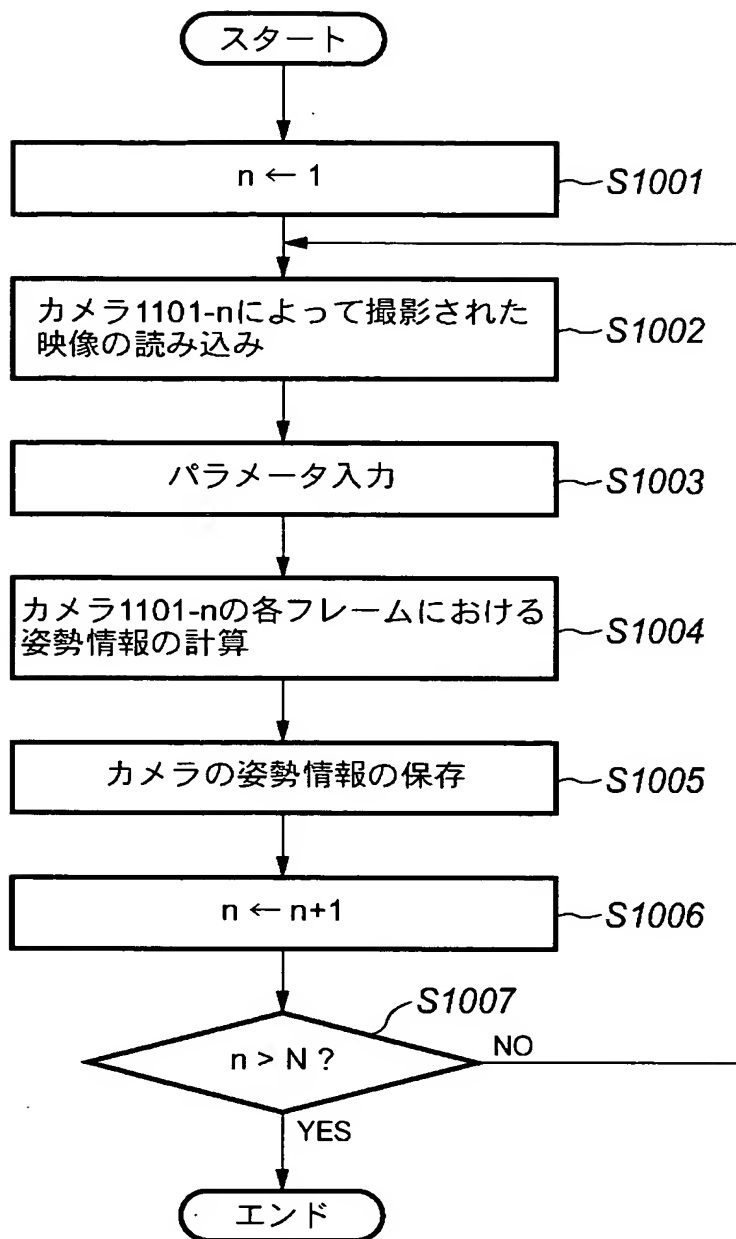 スタート
n ← 1
S1001
カメラ1101-nによって撮影された
映像の読み込み
S1002
パラメータ入力
S1003
カメラ1101-nの各フレームにおける
姿勢情報の計算
S1004
カメラの姿勢情報の保存
S1005
n ← n+1
S1006
S1007
n > N ?
NO
YES
エンド